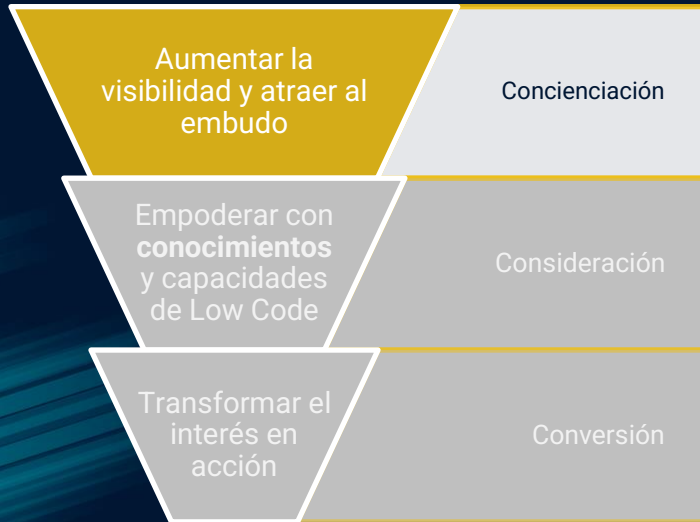 Aumentar la
visibilidad y atraer al
embudo
Concienciación
Empoderar con
conocimientos
y capacidades
de Low Code
Consideración
Transformar el
interés en
acción
Conversión